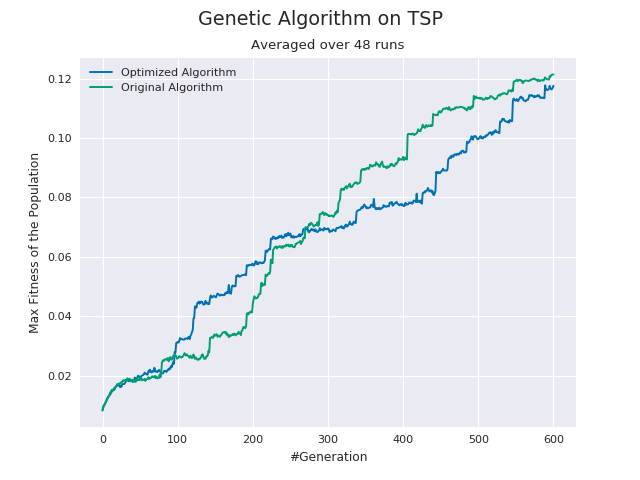 Genetic Algorithm on TSP
Averaged over 48 runs
Optimized Algorithm
Original Algorithm
Max Fitness of the Population
0.12
0.10
0.08
0.06
0.04
0.02
0 100 200 300 400 500 600
#Generation